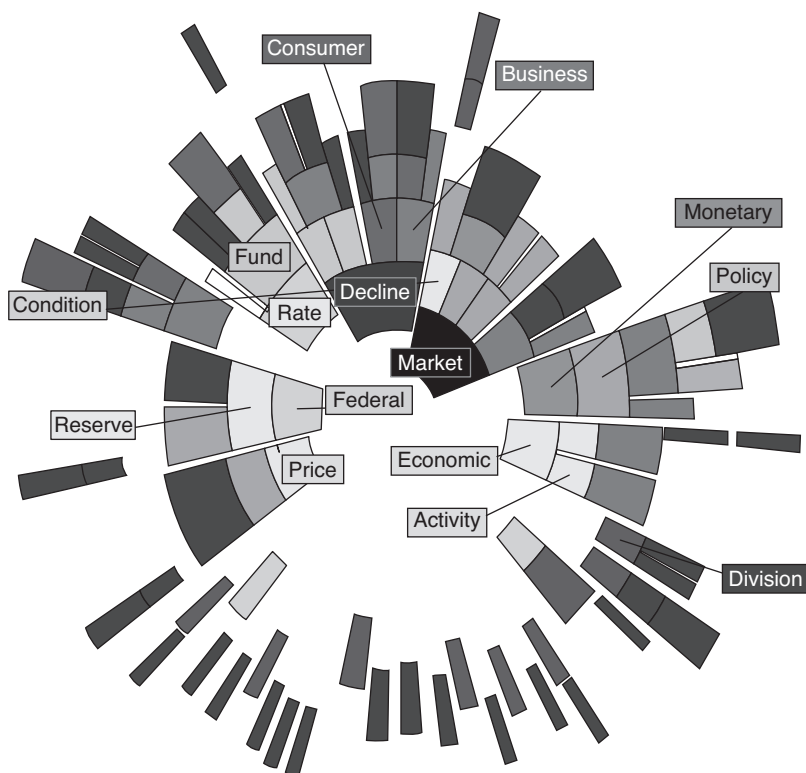 Consumer
Business
Monetary
Policy
Fund
Condition
Decline
Rate
Market
Federal
Reserve
Economic
Price
Activity
Division